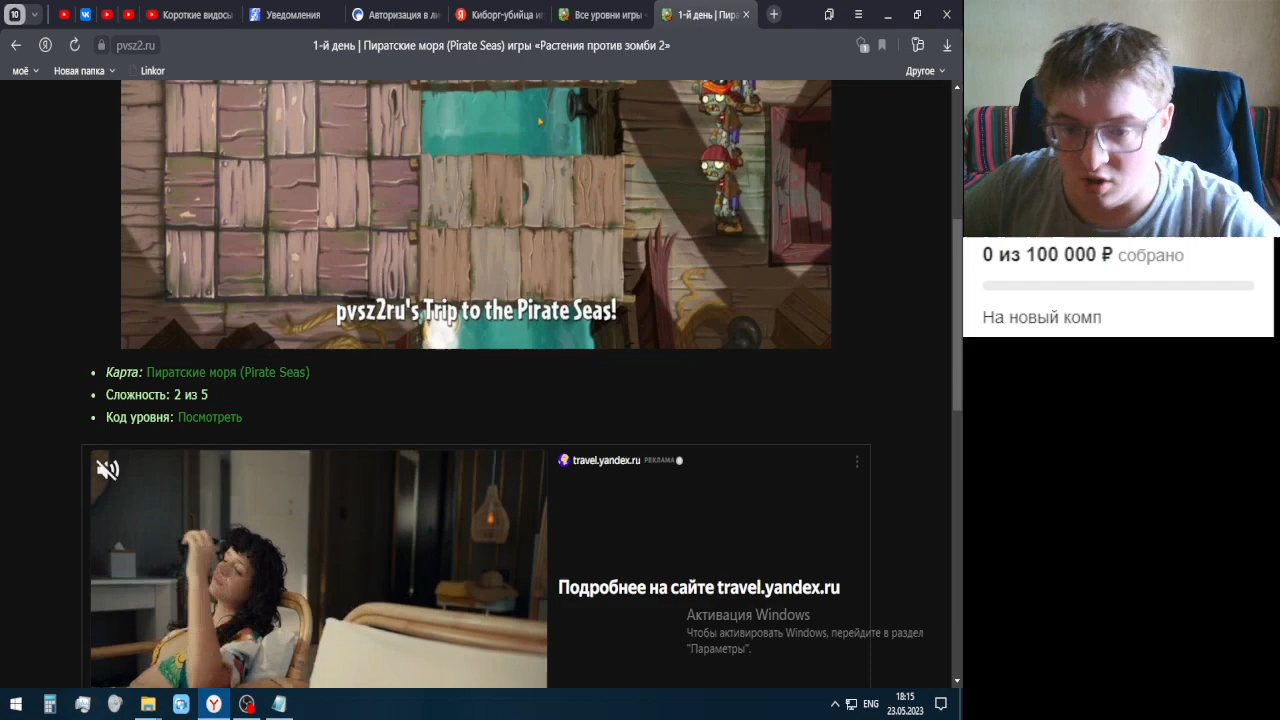 10
Короткие видосы
Уведомления
Авторизация в ли
Киборг-убийца иг
Все уровни игры
1-й день | Пира
pvsz2.ru
1-й день | Пиратские моря (Pirate Seas) игры «Растения против зомби 2»
1
моё
Новая папка
Linkor
Другое
pvsz2ru's Trip to the Pirate Seas!
Карта: Пиратские моря (Pirate Seas)
Сложность: 2 из 5
Код уровня: Посмотреть
travel.yandex.ru РЕКЛАМА
Подробнее на сайте travel.yandex.ru
Активация Windows
Чтобы активировать Windows, перейдите в раздел
"Параметры".
0 из 100 000 ₽ собрано
На новый комп
ENG
18:15
23.05.2023